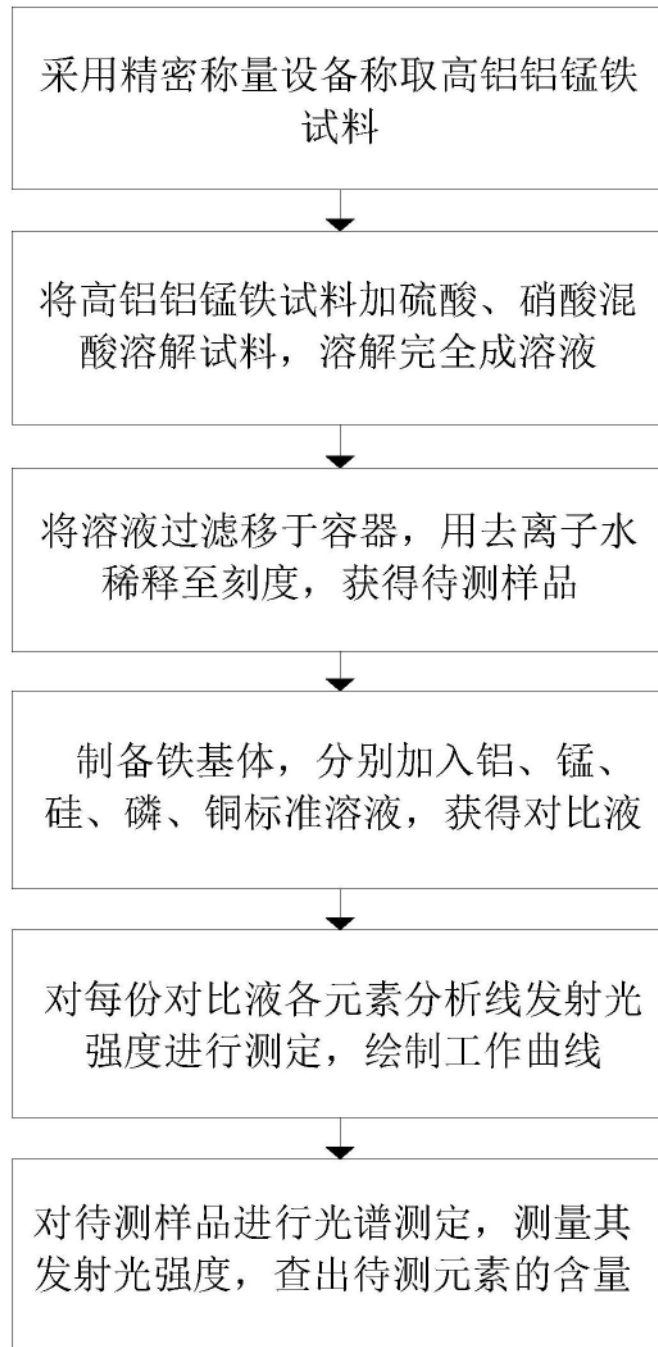 采用精密称量设备称取高铝铝锰铁
试料
将高铝铝锰铁试料加硫酸、硝酸混
酸溶解试料，溶解完全成溶液
将溶液过滤移于容器，用去离子水
稀释至刻度，获得待测样品
制备铁基体，分别加入铝、锰、
硅、磷、铜标准溶液，获得对比液
对每份对比液各元素分析线发射光
强度进行测定，绘制工作曲线
对待测样品进行光谱测定，测量其
发射光强度，查出待测元素的含量